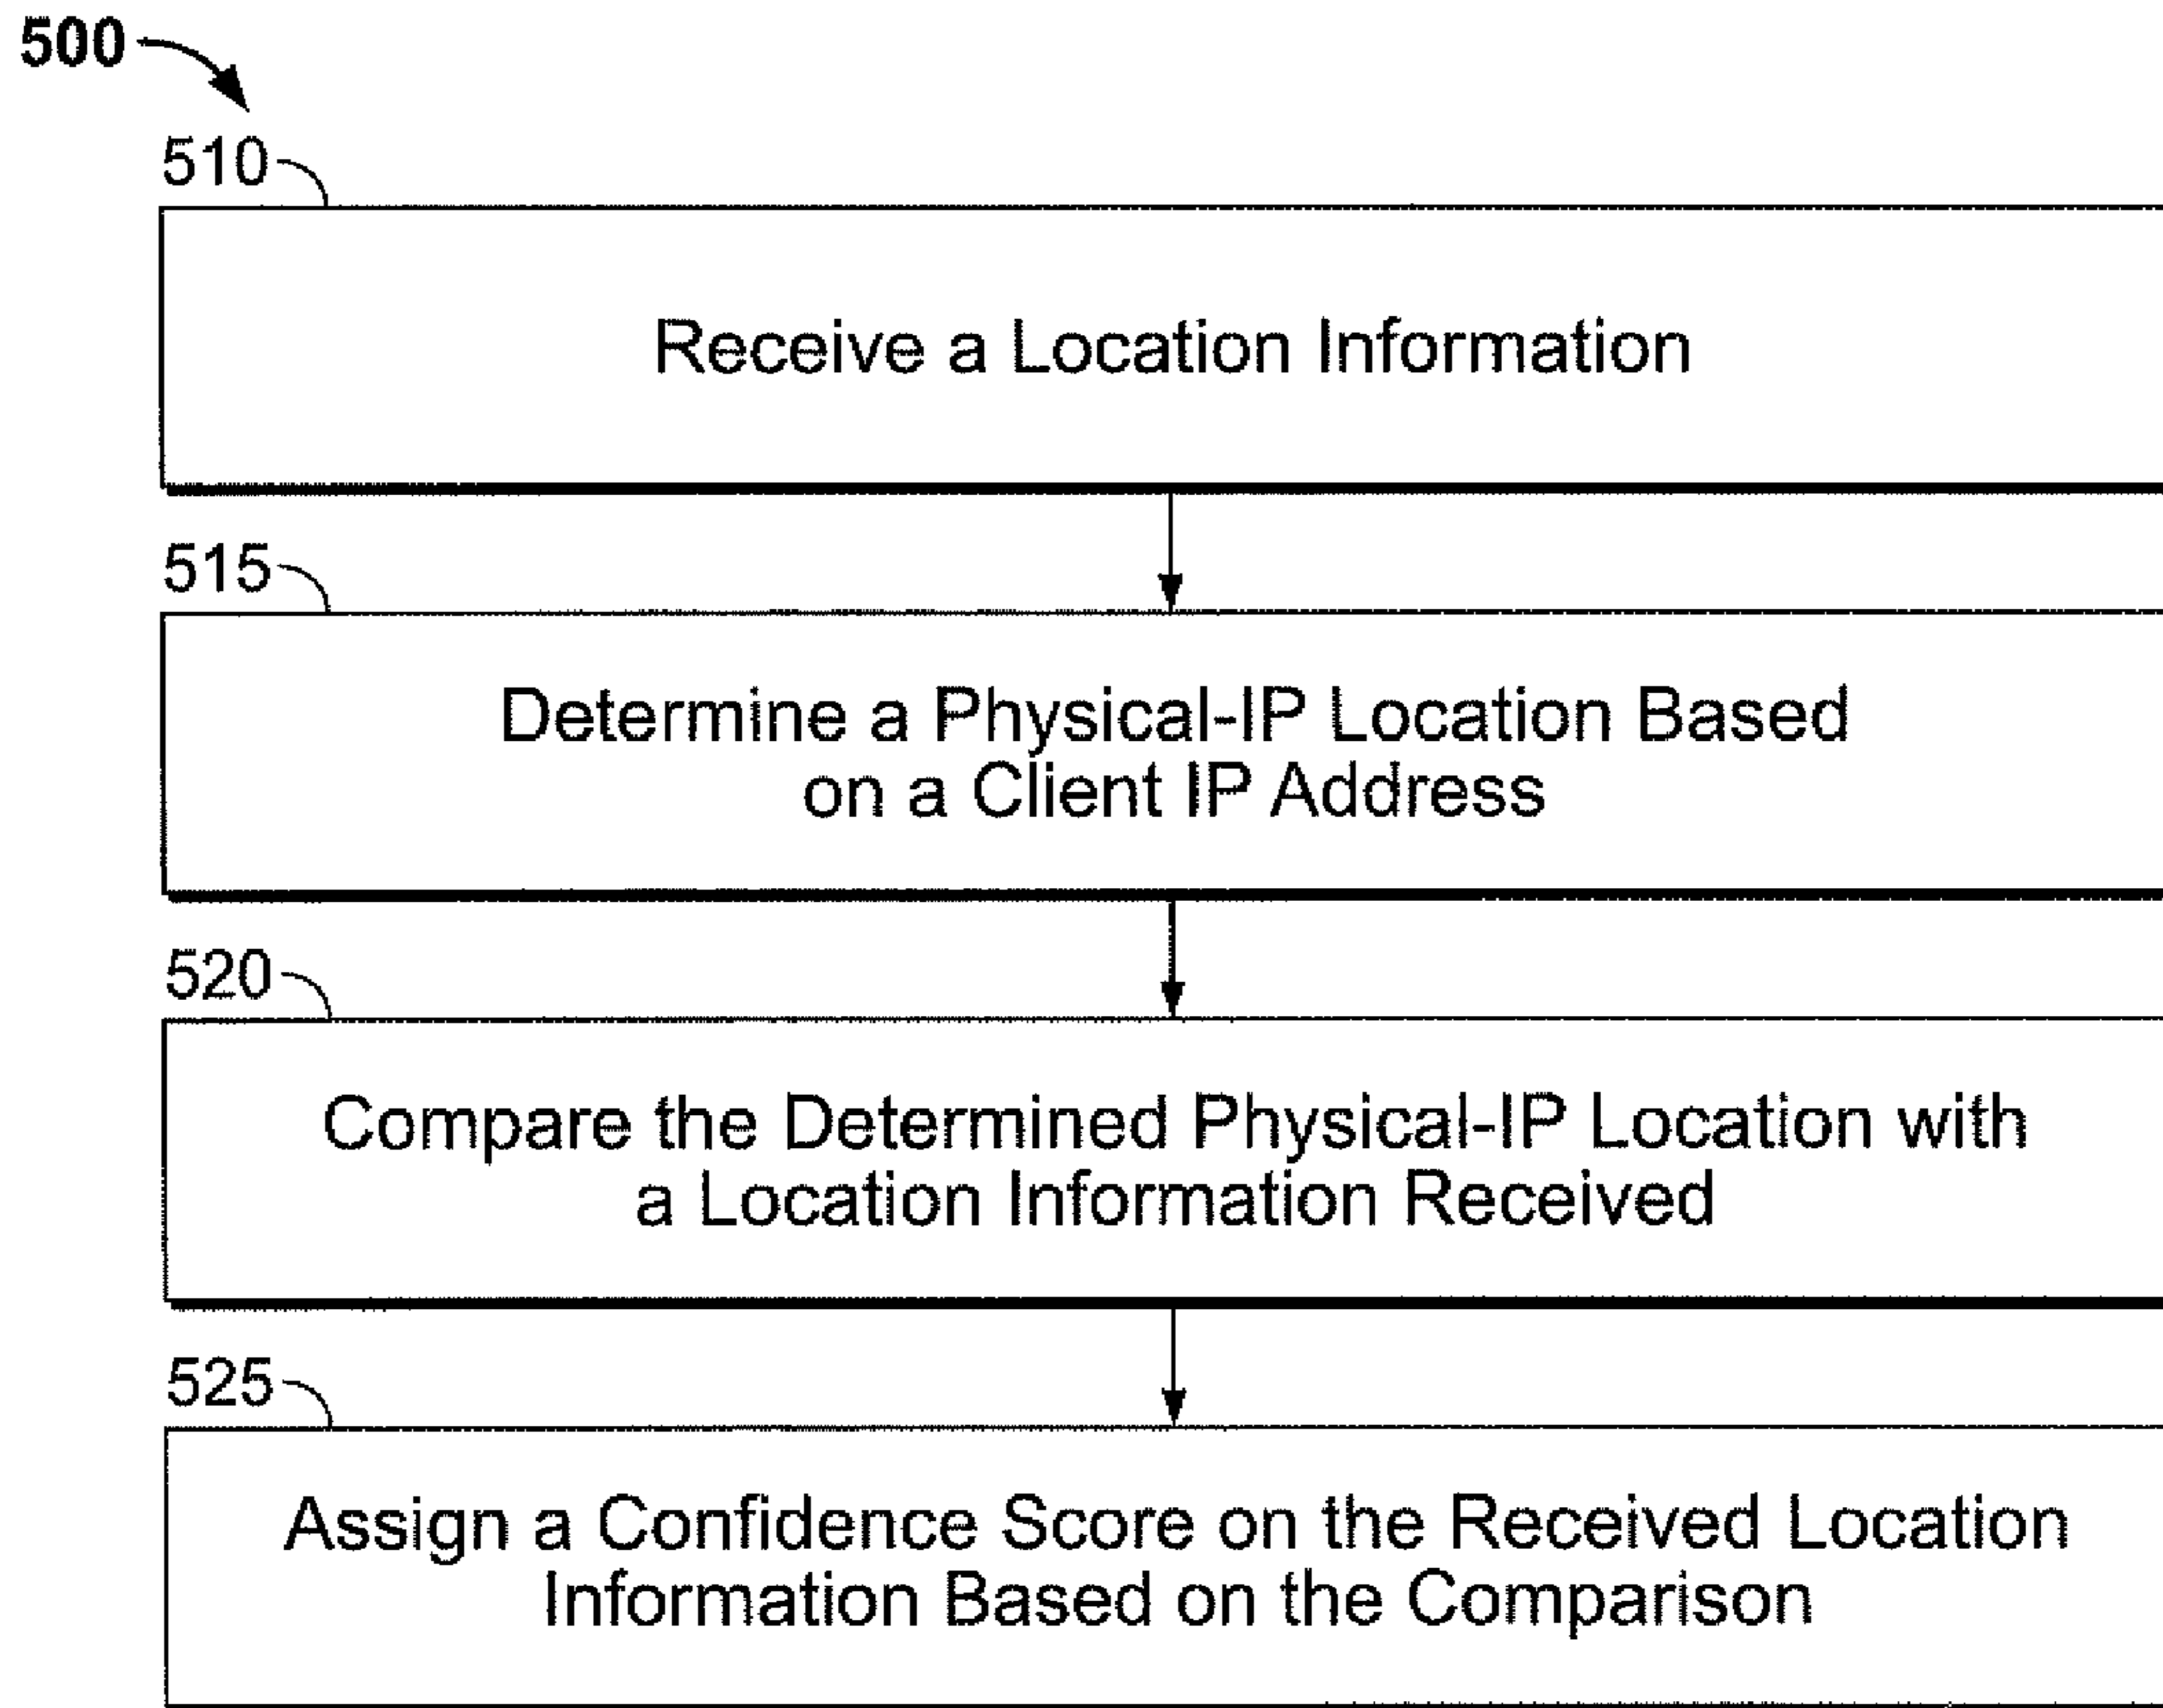 500
510
Receive a Location Information
515
Determine a Physical-IP Location Based
on a Client IP Address
520
Compare the Determined Physical-IP Location with
a Location Information Received
525
Assign a Confidence Score on the Received Location
Information Based on the Comparison